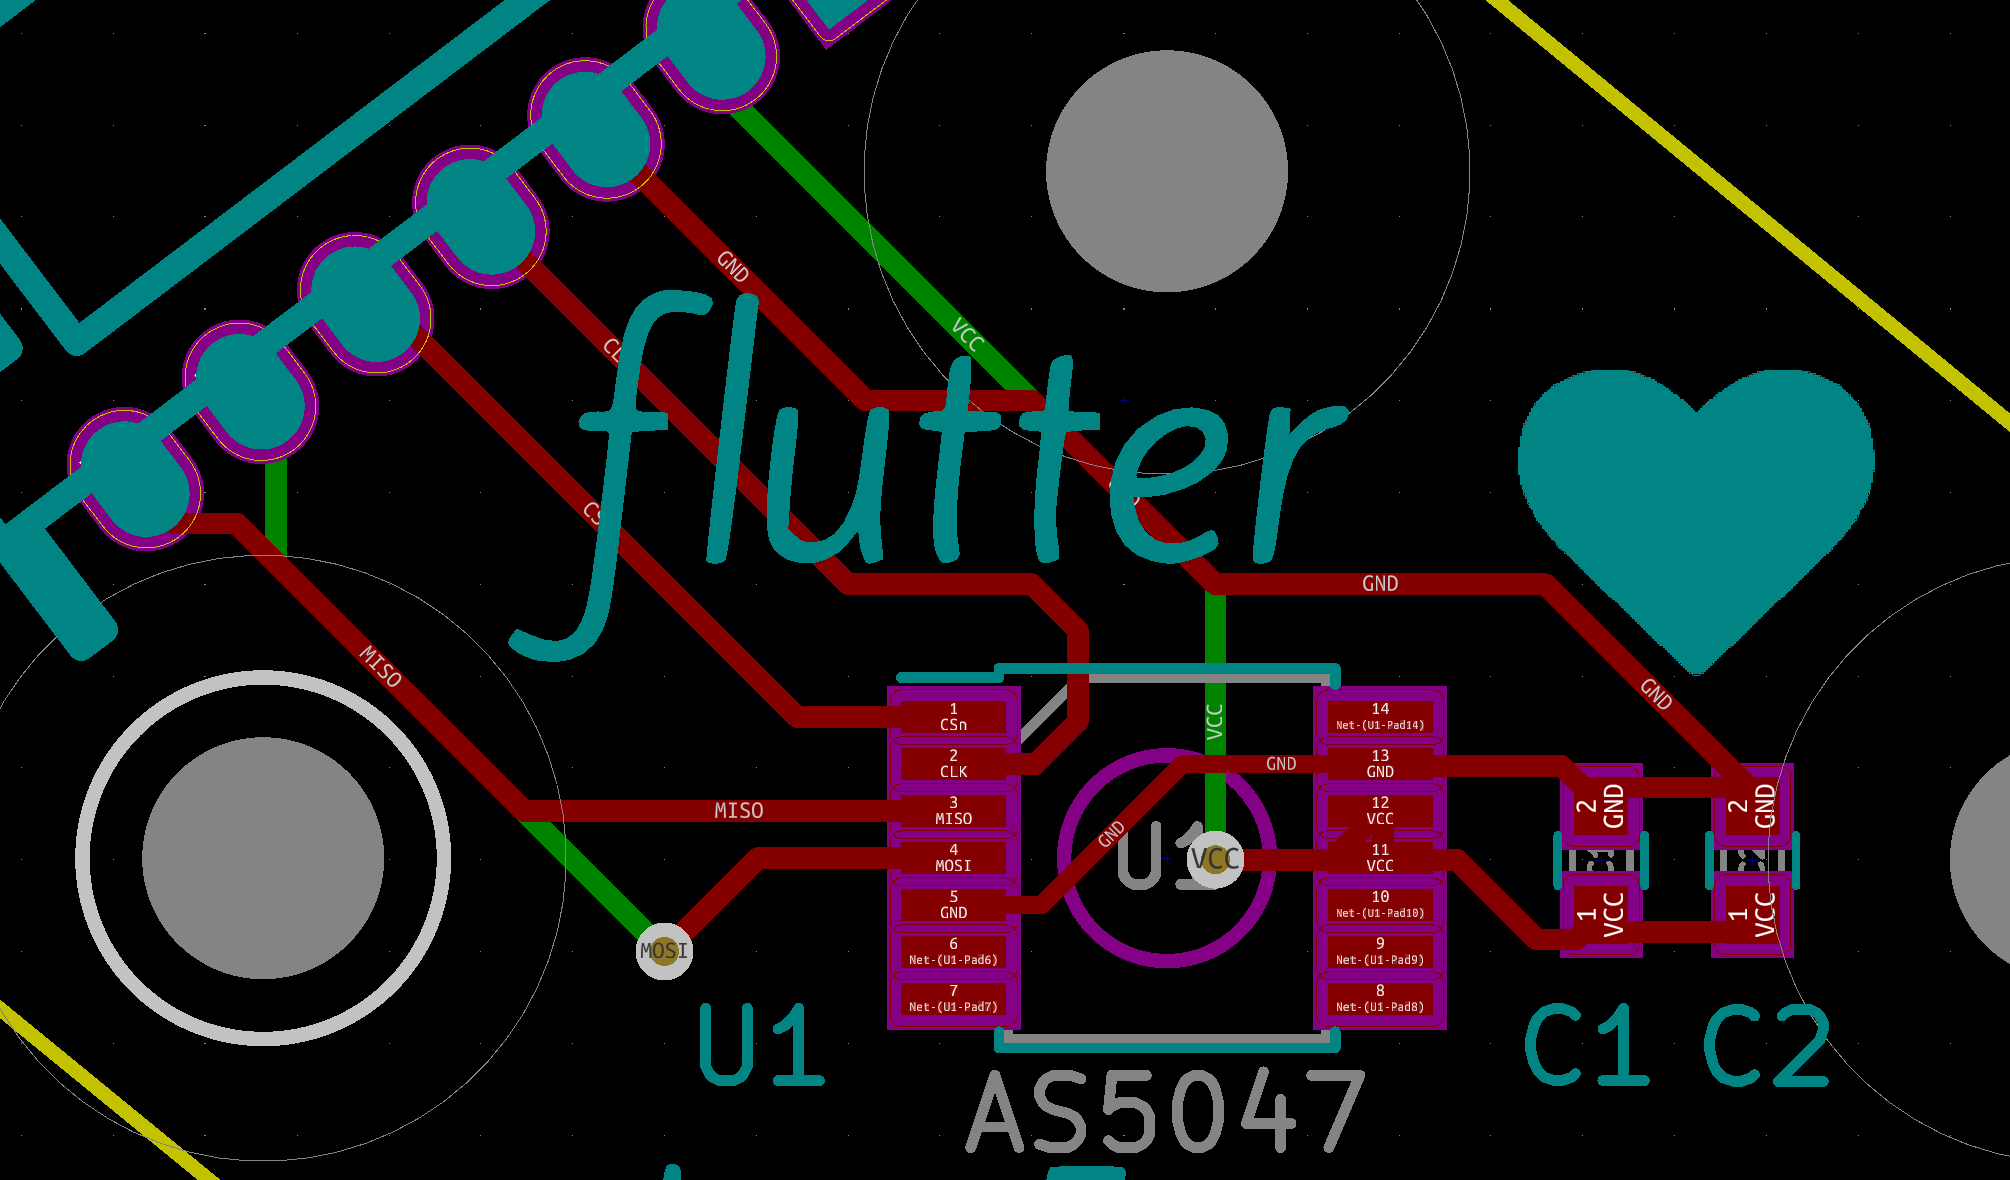 GND
VCC
flutter
GND
MISO
GND
VCC
1
CSn
14
Net-(U1-Pad14)
2
CLK
GND
13
GND
3
MISO
MISO
12
VCC
2
GND
2
GND
GND
4
MOSI
U1
VCC
11
VCC
5
GND
10
Net-(U1-Pad10)
1
VCC
1
VCC
MOSI
6
Net-(U1-Pad6)
9
Net-(U1-Pad9)
7
Net-(U1-Pad7)
8
Net-(U1-Pad8)
U1
C1
C2
AS5047